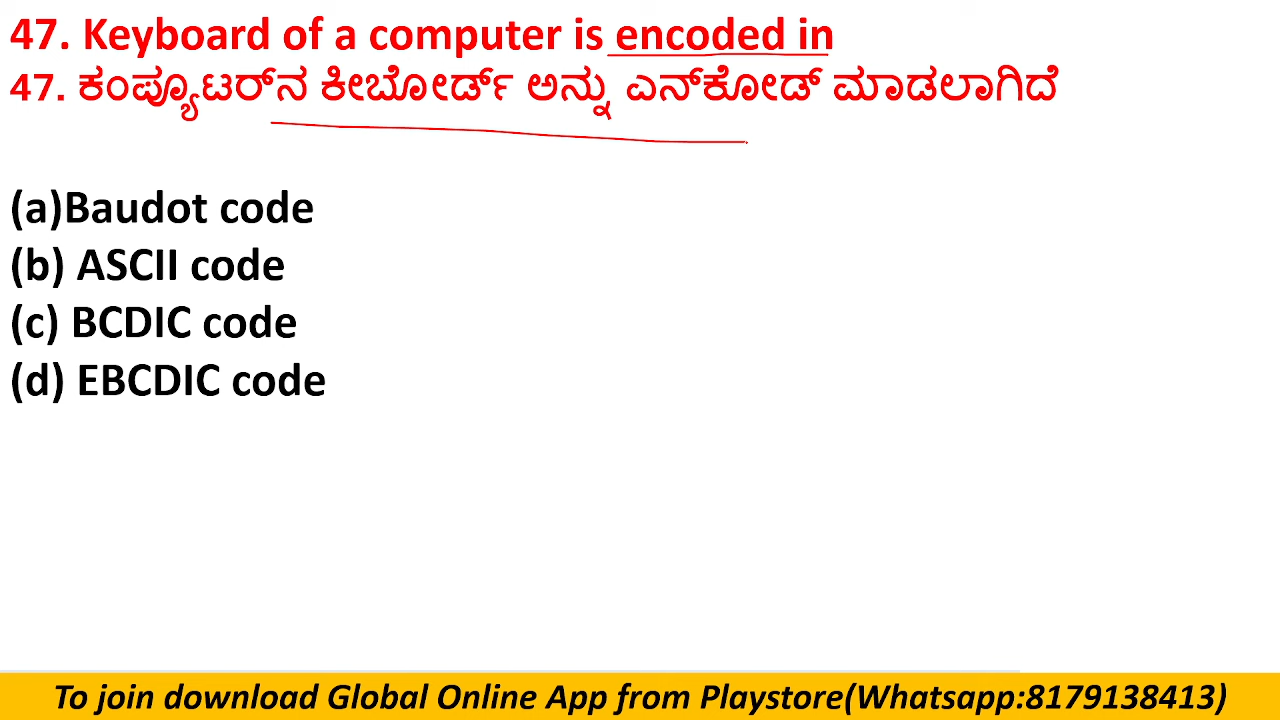 47. Keyboard of a computer is encoded in
47. ಕಂಪ್ಯೂಟರ್‌ನ ಕೀಬೋರ್ಡ್ ಅನ್ನು ಎನ್‌ಕೋಡ್ ಮಾಡಲಾಗಿದೆ
(a)Baudot code
(b) ASCII code
(c) BCDIC code
(d) EBCDIC code
To join download Global Online App from Playstore(Whatsapp:8179138413)